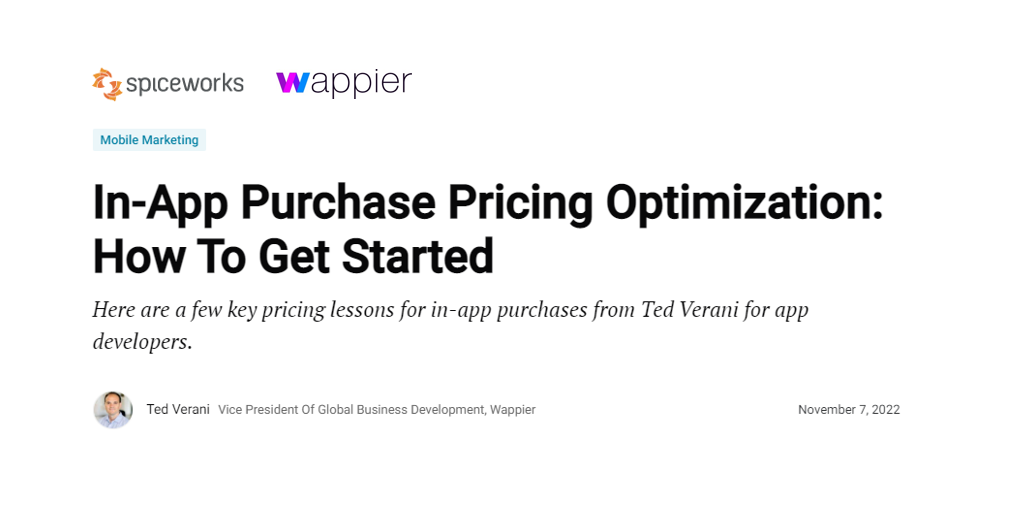 spiceworks wappier
Mobile Marketing
In-App Purchase Pricing Optimization:
How To Get Started
Here are a few key pricing lessons for in-app purchases from Ted Verani for app
developers.
Ted Verani Vice President Of Global Business Development, Wappier November 7, 2022